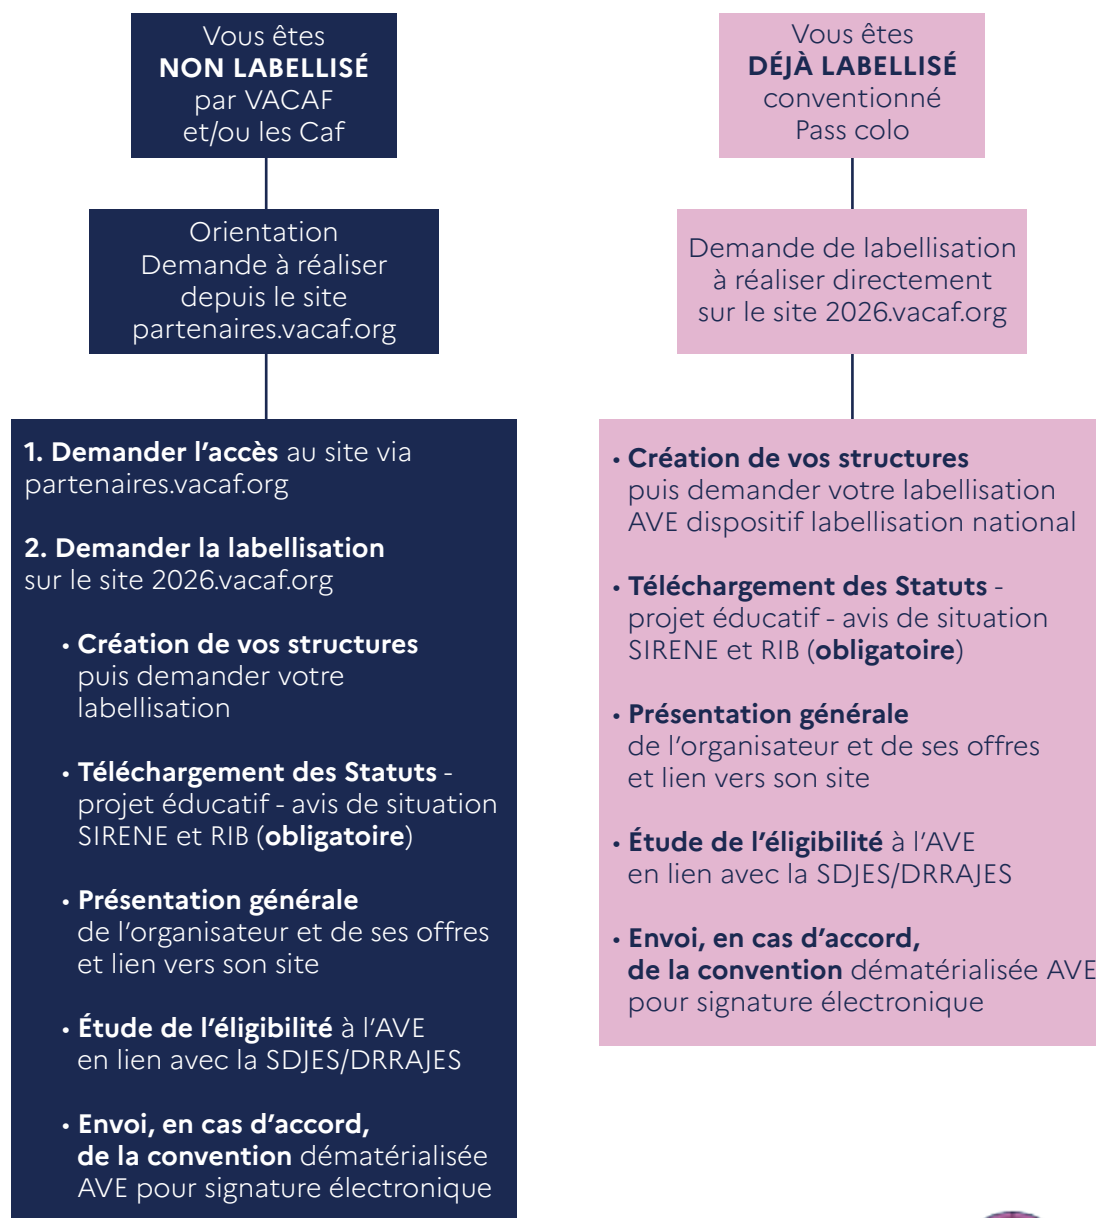 Vous êtes
NON LABELLISÉ
par VACAF
et/ou les Caf
Orientation
Demande à réaliser
depuis le site
partenaires.vacaf.org
1. Demander l’accès au site via
partenaires.vacaf.org
2. Demander la labellisation
sur le site 2026.vacaf.org
• Création de vos structures
puis demander votre
labellisation
• Téléchargement des Statuts -
projet éducatif - avis de situation
SIRENE et RIB (obligatoire)
• Présentation générale
de l’organisateur et de ses offres
et lien vers son site
• Étude de l’éligibilité à l’AVE
en lien avec la SDJES/DRRAJES
• Envoi, en cas d’accord,
de la convention dématérialisée
AVE pour signature électronique
Vous êtes
DÉJÀ LABELLISÉ
conventionné
Pass colo
Demande de labellisation
à réaliser directement
sur le site 2026.vacaf.org
• Création de vos structures
puis demander votre labellisation
AVE dispositif labellisation national
• Téléchargement des Statuts -
projet éducatif - avis de situation
SIRENE et RIB (obligatoire)
• Présentation générale
de l’organisateur et de ses offres
et lien vers son site
• Étude de l’éligibilité à l’AVE
en lien avec la SDJES/DRRAJES
• Envoi, en cas d’accord,
de la convention dématérialisée AVE
pour signature électronique